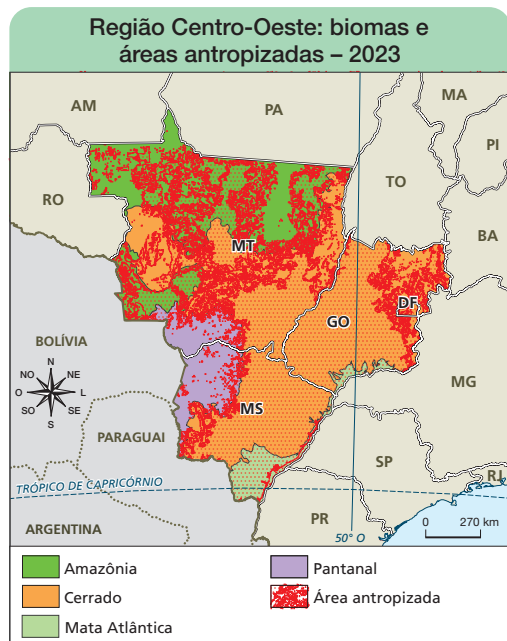 Região Centro-Oeste: biomas e
áreas antropizadas – 2023
AM
PA
MA
PI
RO
TO
BA
MT
GO
DF
BOLÍVIA
N
NO
NE
O
L
SO
SE
S
MG
MS
PARAGUAI
SP
RJ
TRÓPICO DE CAPRICÓRNIO
PR
ARGENTINA
50° O
0
270 km
Amazônia
Pantanal
Cerrado
Área antropizada
Mata Atlântica